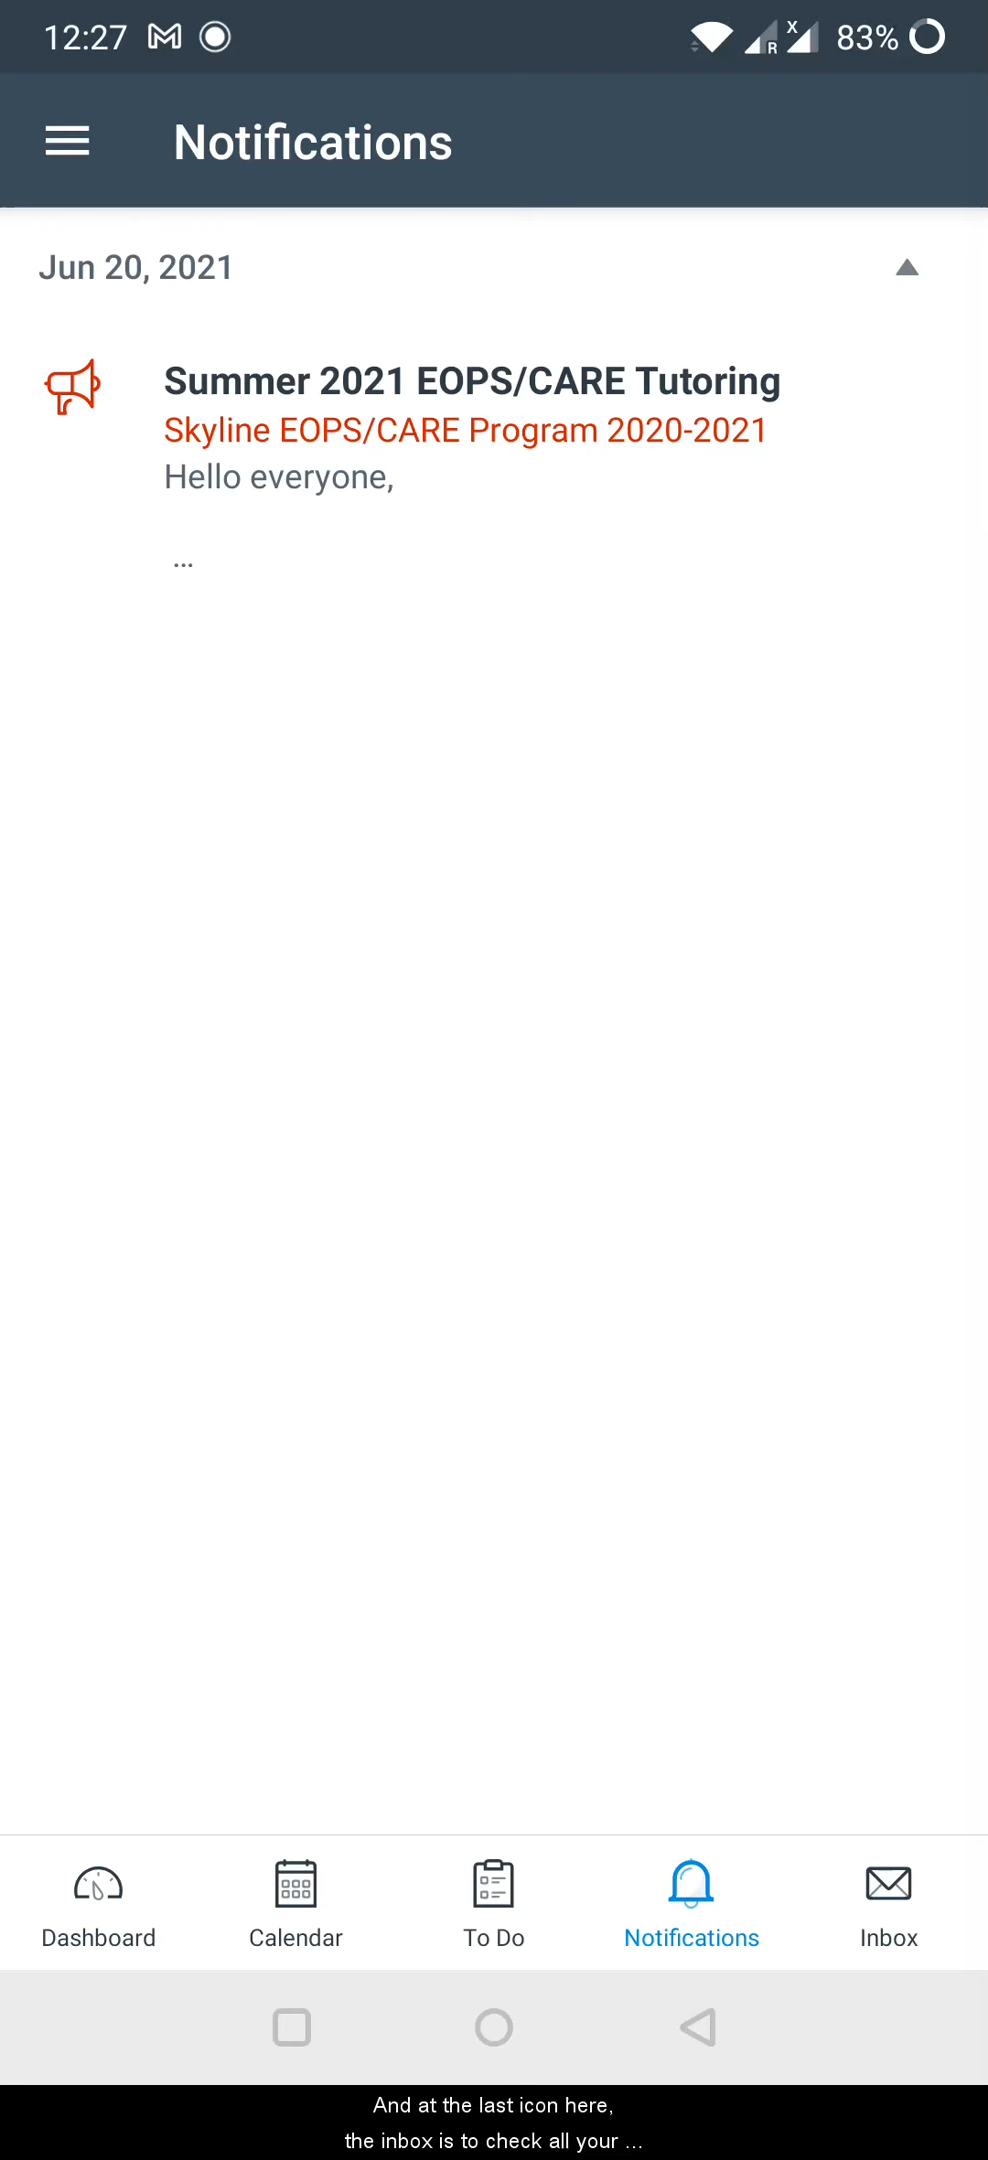 12:27
R
X
83%
Notifications
Jun 20, 2021
Summer 2021 EOPS/CARE Tutoring
Skyline EOPS/CARE Program 2020-2021
Hello everyone,
...
Dashboard
Calendar
To Do
Notifications
Inbox
And at the last icon here,
the inbox is to check all your ...